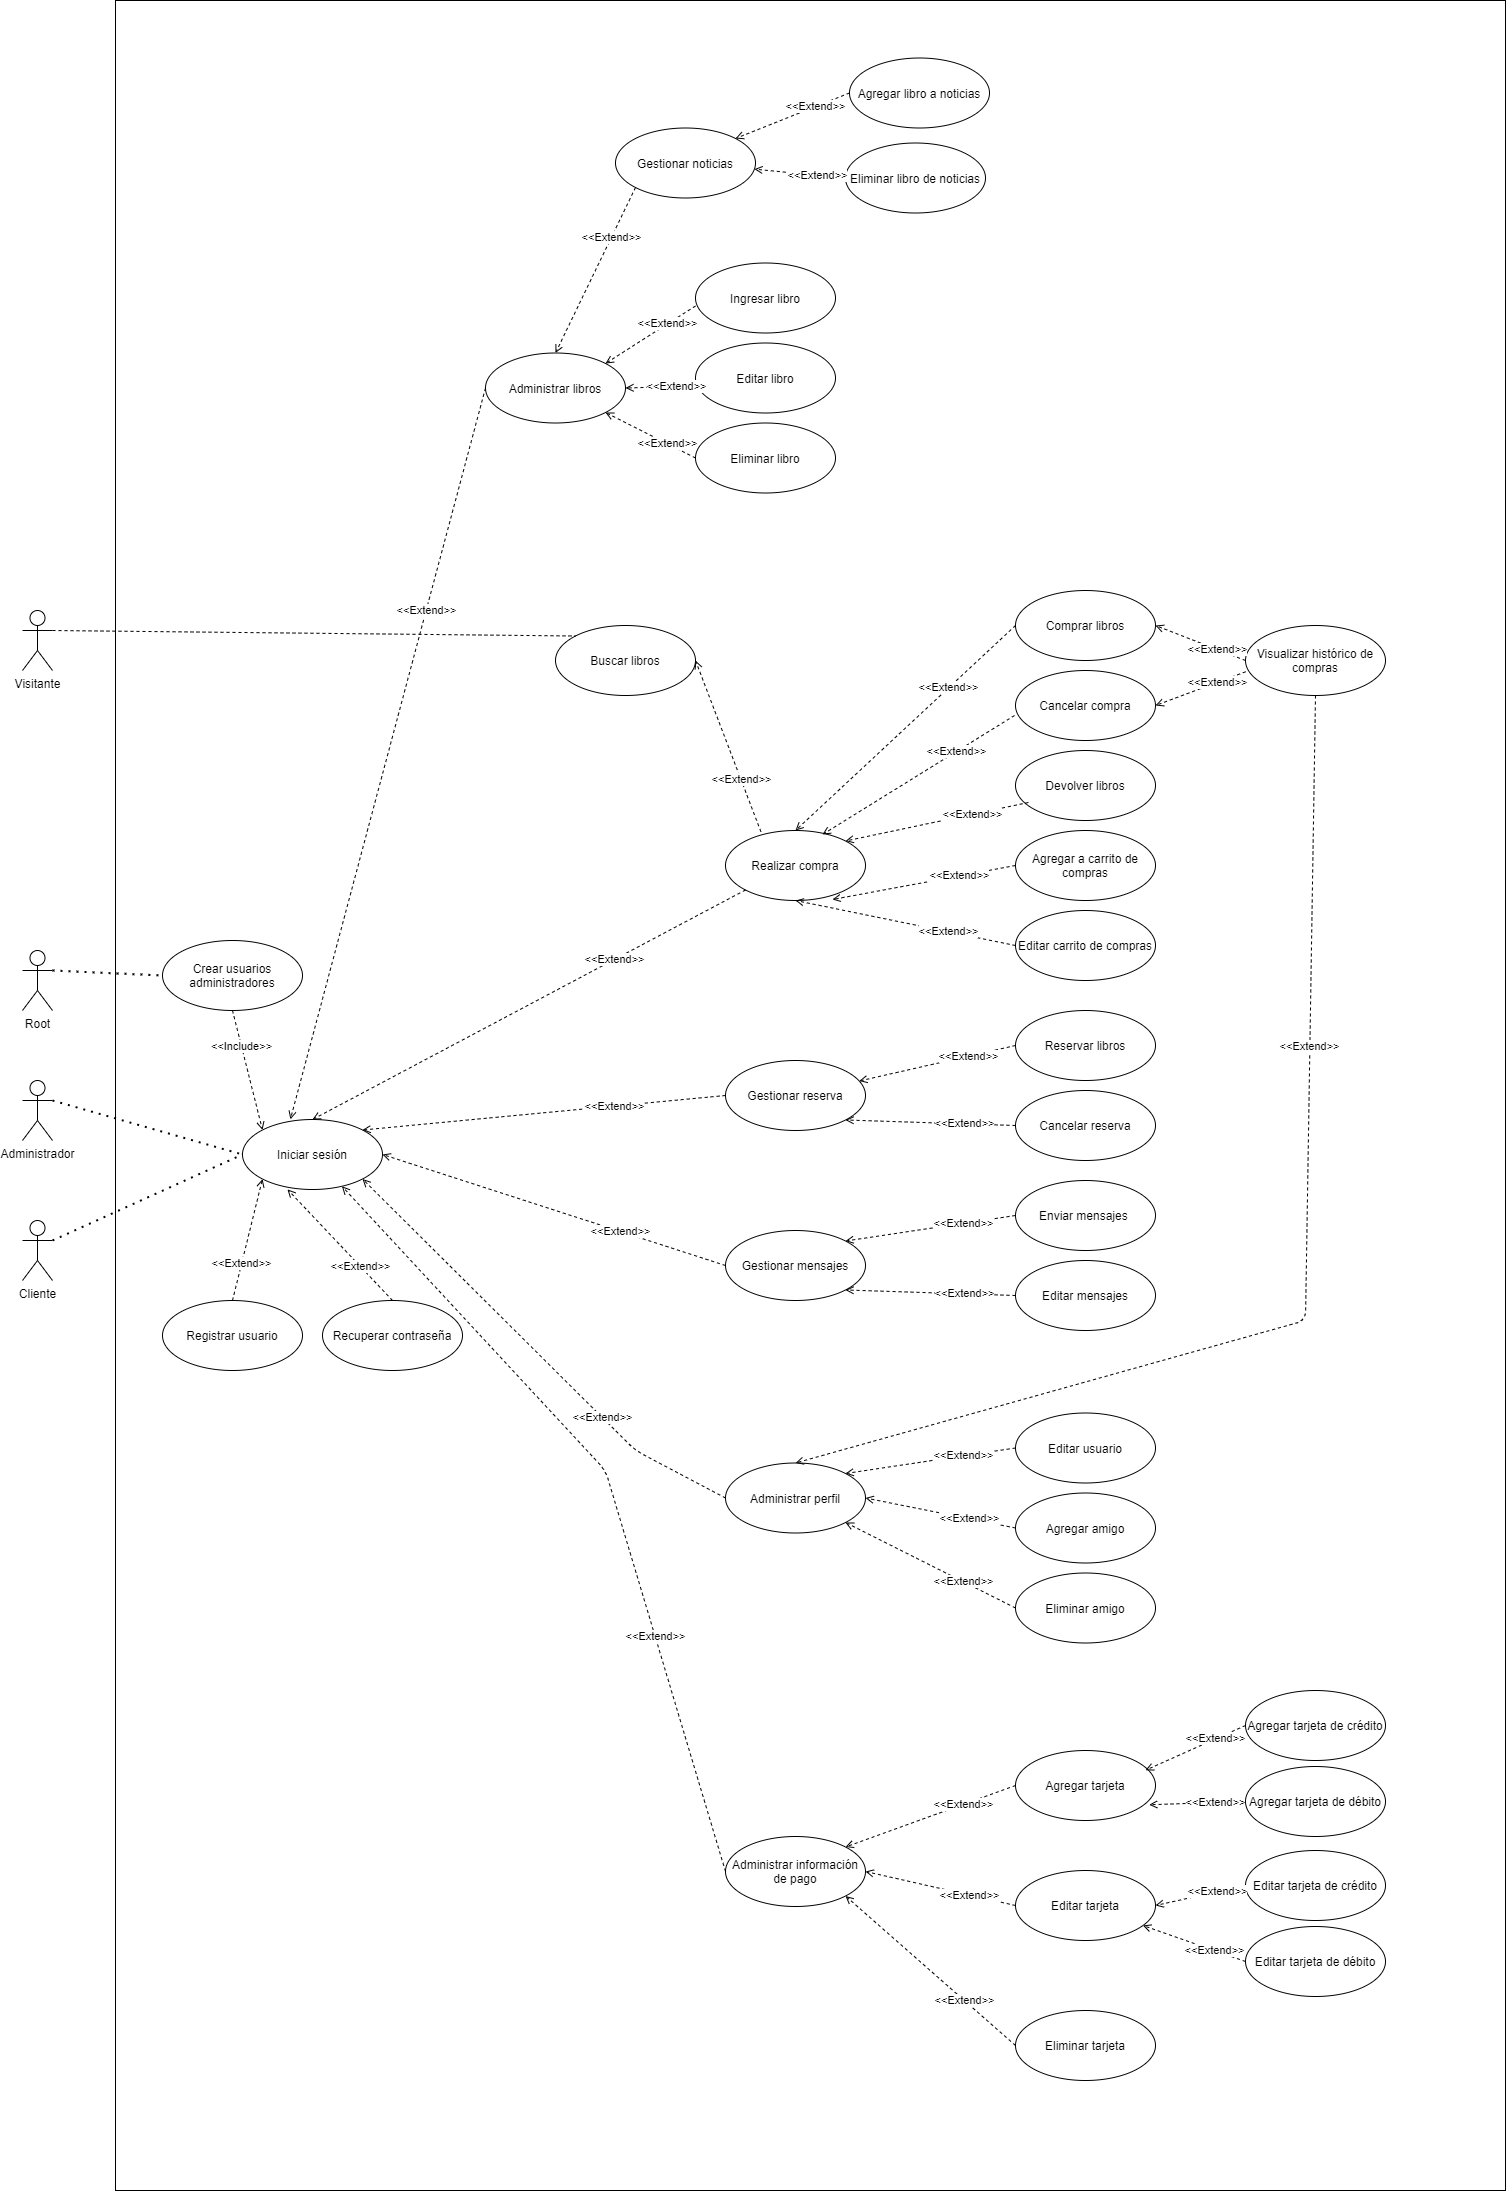 Agregar libro a noticias
<<Extend>>
Gestionar noticias
<<Extend>>
Eliminar libro de noticias
<<Extend>>
Ingresar libro
<<Extend>>
Editar libro
<<Extend>>
Administrar libros
<<Extend>>
Eliminar libro
<<Extend>>
Visitante
Buscar libros
Comprar libros
<<Extend>>
Visualizar histórico de
compras
<<Extend>>
<<Extend>>
Cancelar compra
<<Extend>>
<<Extend>>
Devolver libros
<<Extend>>
Realizar compra
Agregar a carrito de
compras
<<Extend>>
<<Extend>>
Editar carrito de compras
<<Extend>>
Crear usuarios
administradores
Root
<<Include>>
Reservar libros
<<Extend>>
<<Extend>>
Gestionar reserva
<<Extend>>
<<Extend>>
Cancelar reserva
Administrador
Iniciar sesión
Enviar mensajes
<<Extend>>
<<Extend>>
<<Extend>>
<<Extend>>
Gestionar mensajes
Cliente
<<Extend>>
Editar mensajes
Registrar usuario
Recuperar contraseña
<<Extend>>
Editar usuario
<<Extend>>
Administrar perfil
<<Extend>>
Agregar amigo
<<Extend>>
Eliminar amigo
<<Extend>>
Agregar tarjeta de crédito
<<Extend>>
Agregar tarjeta
<<Extend>>
Agregar tarjeta de débito
<<Extend>>
Administrar información
de pago
<<Extend>>
Editar tarjeta
<<Extend>>
Editar tarjeta de crédito
<<Extend>>
Editar tarjeta de débito
<<Extend>>
Eliminar tarjeta